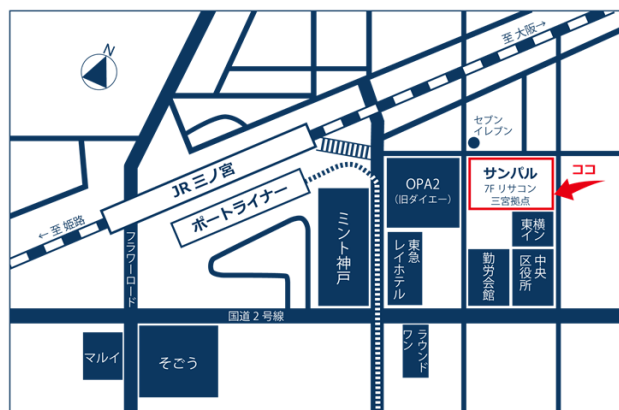 N
至 大阪→
セブン
イレブン
JR 三ノ宮
ポートライナー
← 至 姫路
フラワーロード
ミント神戸
OPA2
(旧ダイエー)
サンパル
7F リサコン
三宮拠点
ココ
東急
レイホテル
東横
イン
勤労会館
中央
区役所
国道2号線
マルイ
そごう
ラウンド
ワン